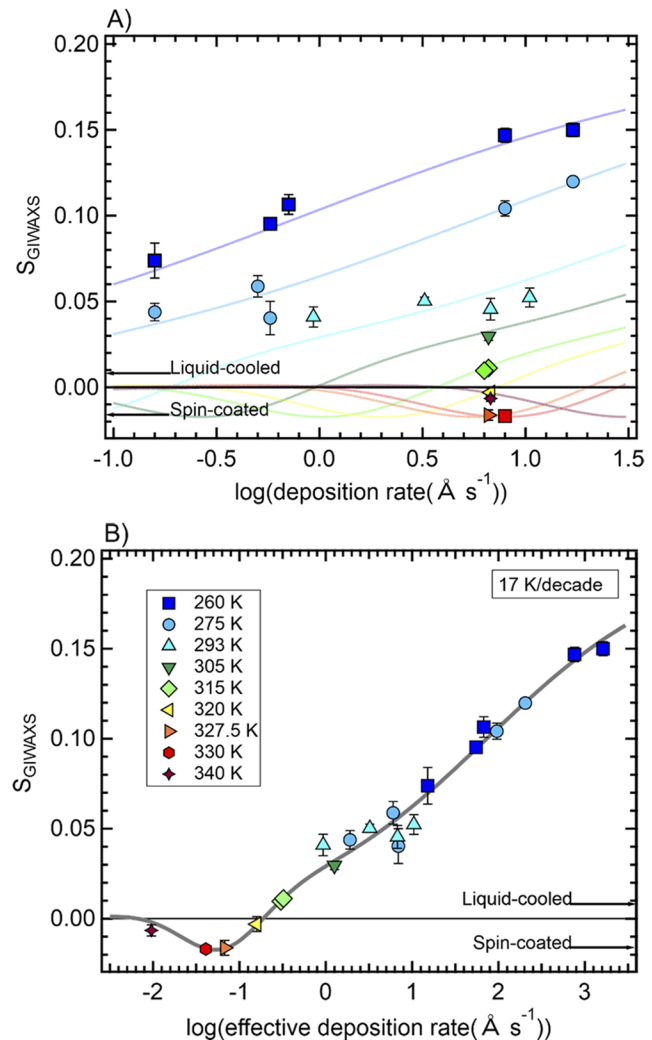 A)
0.20
0.15
0.10
0.05
0.00
S_GIWAXS
Liquid-cooled
Spin-coated
-1.0 -0.5 0.0 0.5 1.0 1.5
log(deposition rate(Å s⁻¹))
B)
0.20
0.15
0.10
0.05
0.00
S_GIWAXS
17 K/decade
260 K
275 K
293 K
305 K
315 K
320 K
327.5 K
330 K
340 K
Liquid-cooled
Spin-coated
-2 -1 0 1 2 3
log(effective deposition rate(Å s⁻¹))